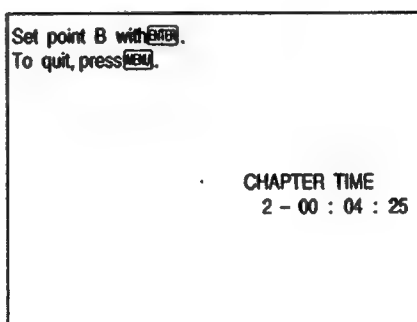 Set point B with ENTER.
To quit, press MENU.
CHAPTER TIME
2 – 00 : 04 : 25